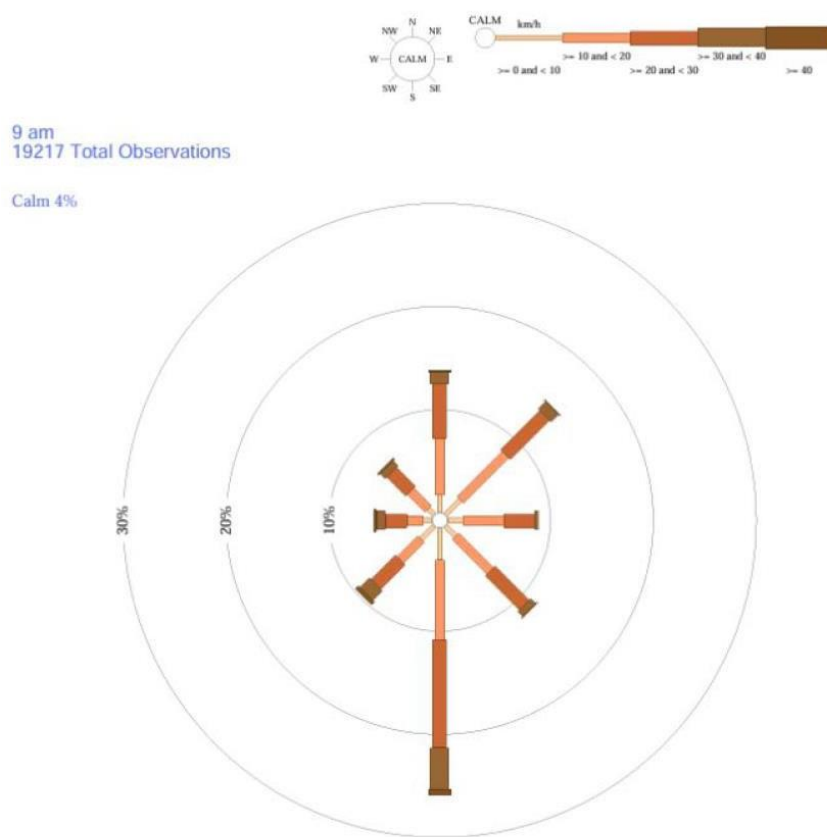 CALM
km/h
>= 0 and < 10
>= 10 and < 20
>= 20 and < 30
>= 30 and < 40
>= 40
N
NW
NE
W
CALM
E
SW
SE
S
9 am
19217 Total Observations
Calm 4%
30%
20%
10%